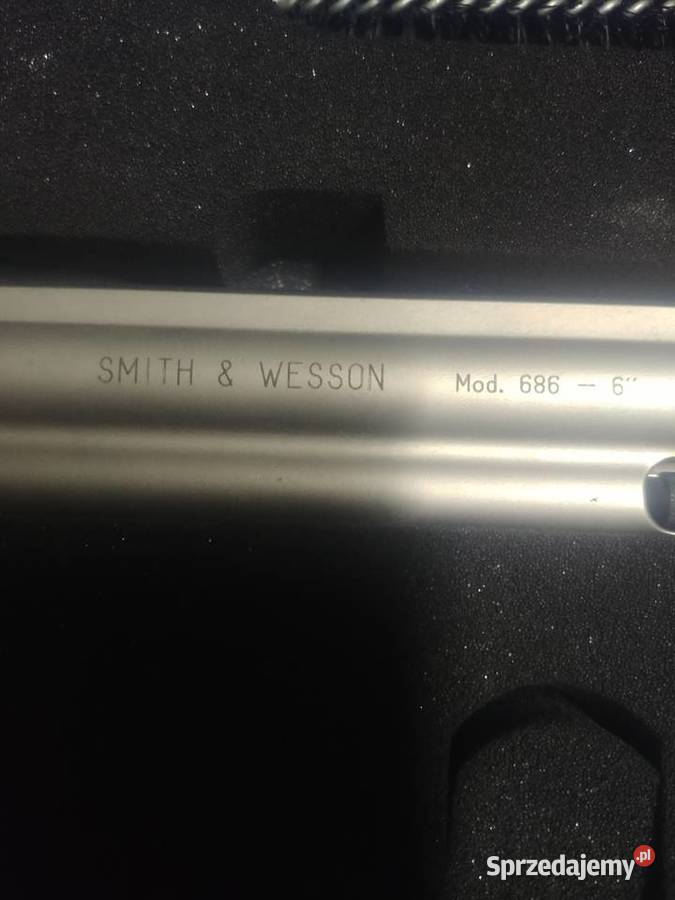 SMITH & WESSON Mod. 686 – 6"
Sprzedajemy.pl